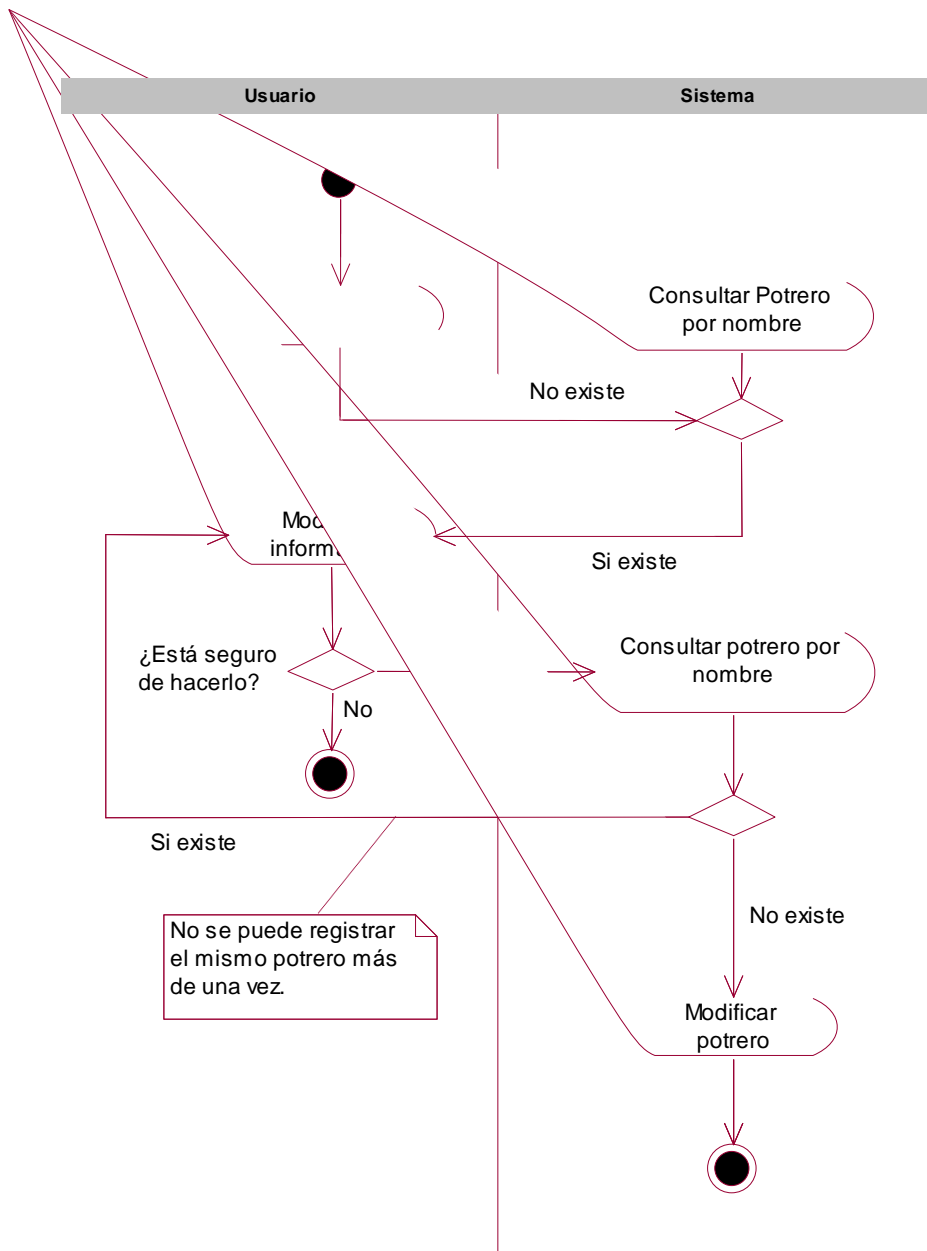 Usuario
Sistema
Consultar Potrero
por nombre
No existe
Si existe
Consultar potrero por
nombre
¿Está seguro
de hacerlo?
No
Si existe
No existe
No se puede registrar
el mismo potrero más
de una vez.
Modificar
potrero